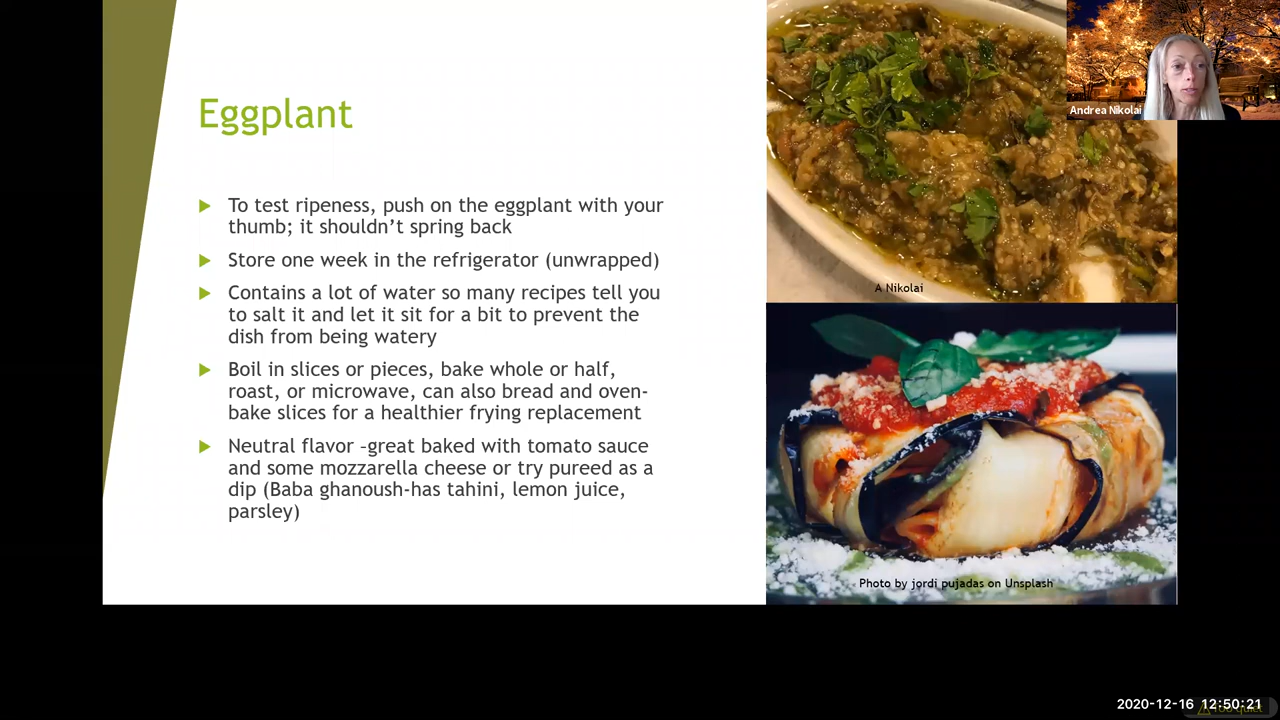 Eggplant
To test ripeness, push on the eggplant with your
thumb; it shouldn’t spring back
Store one week in the refrigerator (unwrapped)
Contains a lot of water so many recipes tell you
to salt it and let it sit for a bit to prevent the
dish from being watery
Boil in slices or pieces, bake whole or half,
roast, or microwave, can also bread and oven-
bake slices for a healthier frying replacement
Neutral flavor –great baked with tomato sauce
and some mozzarella cheese or try pureed as a
dip (Baba ghanoush-has tahini, lemon juice,
parsley)
Andrea Nikolai
A Nikolai
Photo by jordi pujadas on Unsplash
2020-12-16 12:50:21